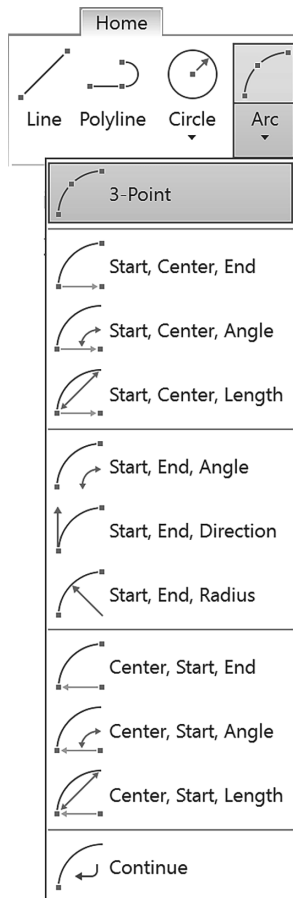 Home
Line Polyline Circle Arc
3-Point
Start, Center, End
Start, Center, Angle
Start, Center, Length
Start, End, Angle
Start, End, Direction
Start, End, Radius
Center, Start, End
Center, Start, Angle
Center, Start, Length
Continue